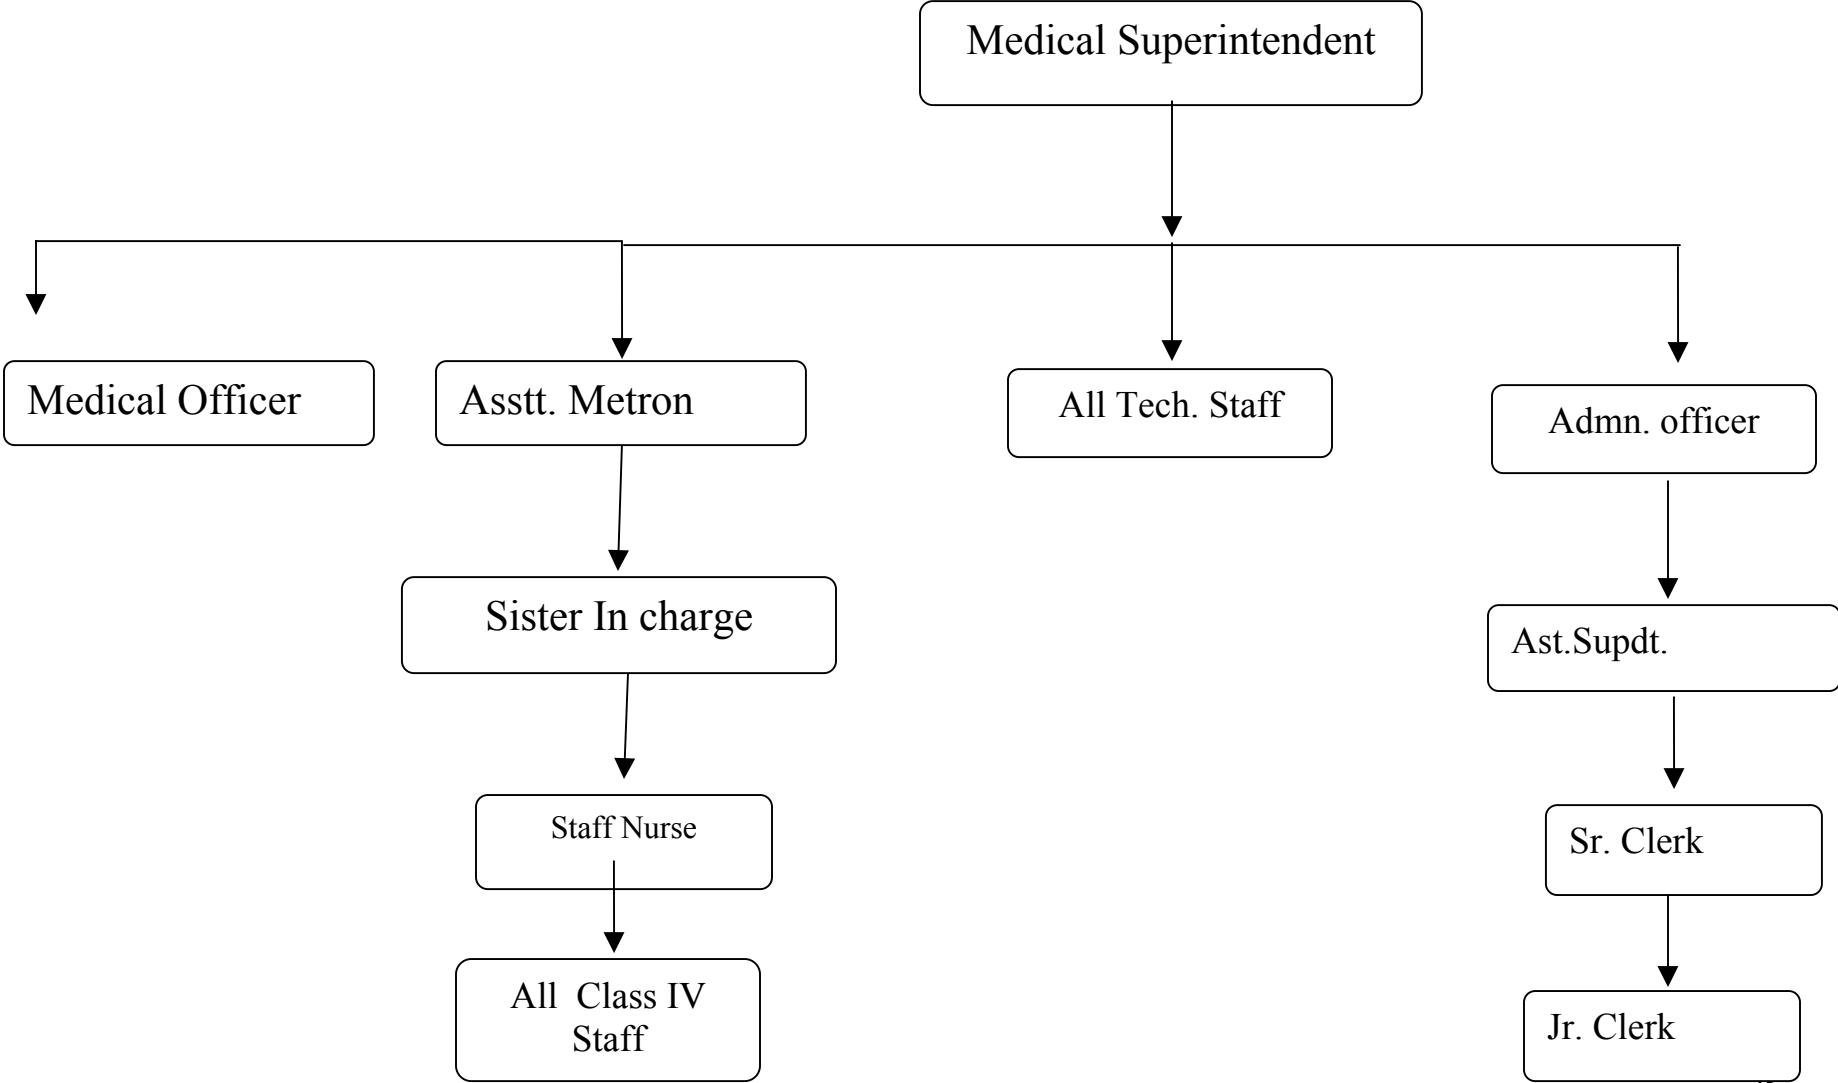 Medical Superintendent
Medical Officer
Asstt. Metron
All Tech. Staff
Admn. officer
Sister In charge
Ast.Supdt.
Staff Nurse
Sr. Clerk
All Class IV
Staff
Jr. Clerk